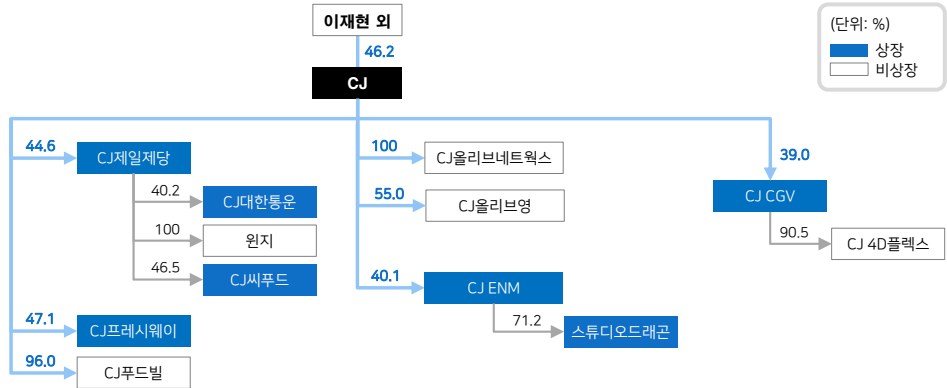 이재현 외
(단위: %)
상장
비상장
46.2
CJ
44.6
CJ제일제당
100
CJ올리브네트웍스
39.0
40.2
CJ대한통운
55.0
CJ올리브영
CJ CGV
100
윈지
90.5
CJ 4D플렉스
46.5
CJ씨푸드
40.1
CJ ENM
47.1
CJ프레시웨이
71.2
스튜디오드래곤
96.0
CJ푸드빌